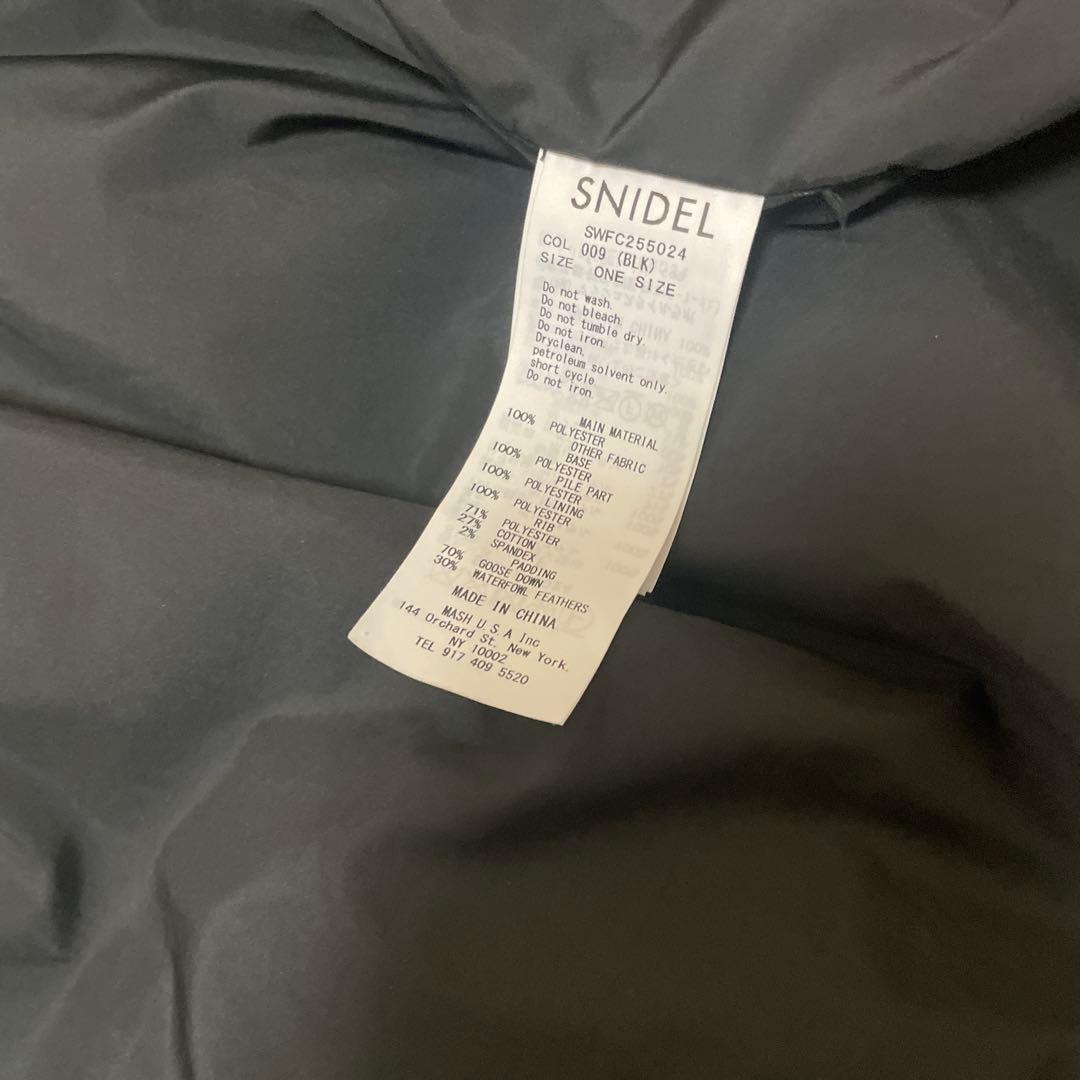 SNIDEL
SWFC255024
COL 009 (BLK)
SIZE ONE SIZE
Do not wash.
Do not bleach.
Do not tumble dry.
Do not iron.
Dryclean.
petroleum solvent only.
short cycle.
Do not iron.
MAIN MATERIAL
100% POLYESTER
OTHER FABRIC
BASE
100% POLYESTER
PILE PART
100% POLYESTER
LINING
100% POLYESTER
RIB
71% POLYESTER
27% COTTON
2% SPANDEX
PADDING
70% GOOSE DOWN
30% WATERFOWL FEATHERS
MADE IN CHINA
MASH U.S.A Inc
144 Orchard St. New York.
NY 10002
TEL 917 409 5520